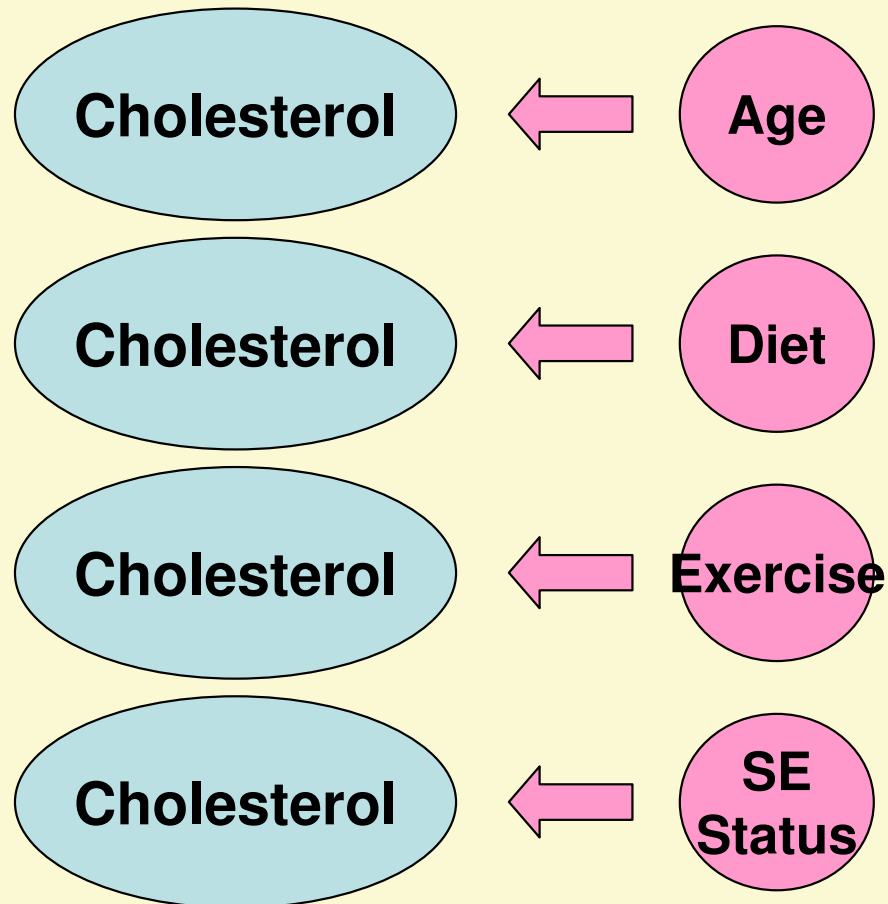 Cholesterol
Age
Cholesterol
Diet
Cholesterol
Exercise
Cholesterol
SE
Status